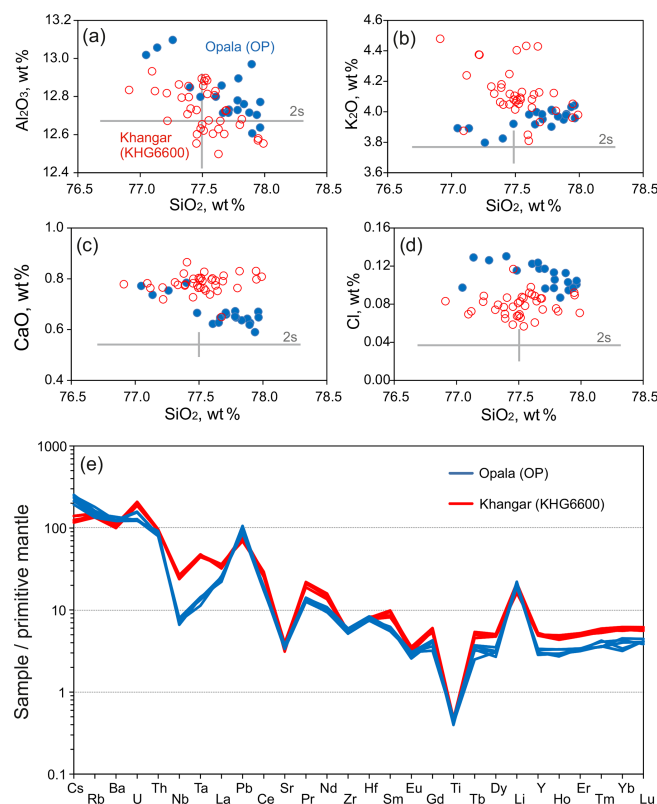 (a)
Opala (OP)
Khangar
(KHG6600)
2s
Al2O3, wt %
13.2
13.0
12.8
12.6
12.4
76.5 77.0 77.5 78.0 78.5
SiO2, wt %
(b)
2s
K2O, wt %
4.6
4.4
4.2
4.0
3.8
3.6
76.5 77.0 77.5 78.0 78.5
SiO2, wt %
(c)
2s
CaO, wt %
1.0
0.8
0.6
0.4
76.5 77.0 77.5 78.0 78.5
SiO2, wt %
(d)
2s
Cl, wt %
0.16
0.12
0.08
0.04
0.00
76.5 77.0 77.5 78.0 78.5
SiO2, wt %
(e)
Opala (OP)
Khangar (KHG6600)
Sample / primitive mantle
1000
100
10
1
0.1
Cs Rb Ba U Th Nb Ta La Pb Ce Sr Pr Nd Zr Hf Sm Eu Gd Ti Tb Dy Li Y Ho Er Tm Yb Lu